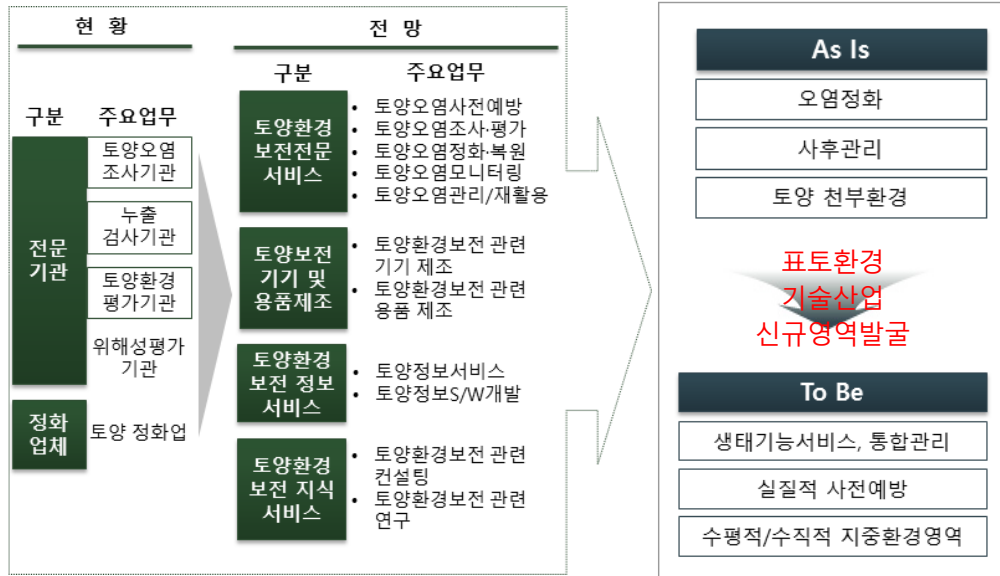 현 황
구분
주요업무
전문
기관
토양오염
조사기관
누출
검사기관
토양환경
평가기관
위해성평가
기관
정화
업체
토양 정화업
전 망
구분
주요업무
토양환경
보전전문
서비스
• 토양오염사전예방
• 토양오염조사·평가
• 토양오염정화·복원
• 토양오염모니터링
• 토양오염관리/재활용
토양보전
기기 및
용품제조
• 토양환경보전 관련
기기 제조
• 토양환경보전 관련
용품 제조
토양환경
보전 정보
서비스
• 토양정보서비스
• 토양정보S/W개발
토양환경
보전 지식
서비스
• 토양환경보전 관련
컨설팅
• 토양환경보전 관련
연구
As Is
오염정화
사후관리
토양 천부환경
표토환경
기술산업
신규영역발굴
To Be
생태기능서비스, 통합관리
실질적 사전예방
수평적/수직적 지중환경영역